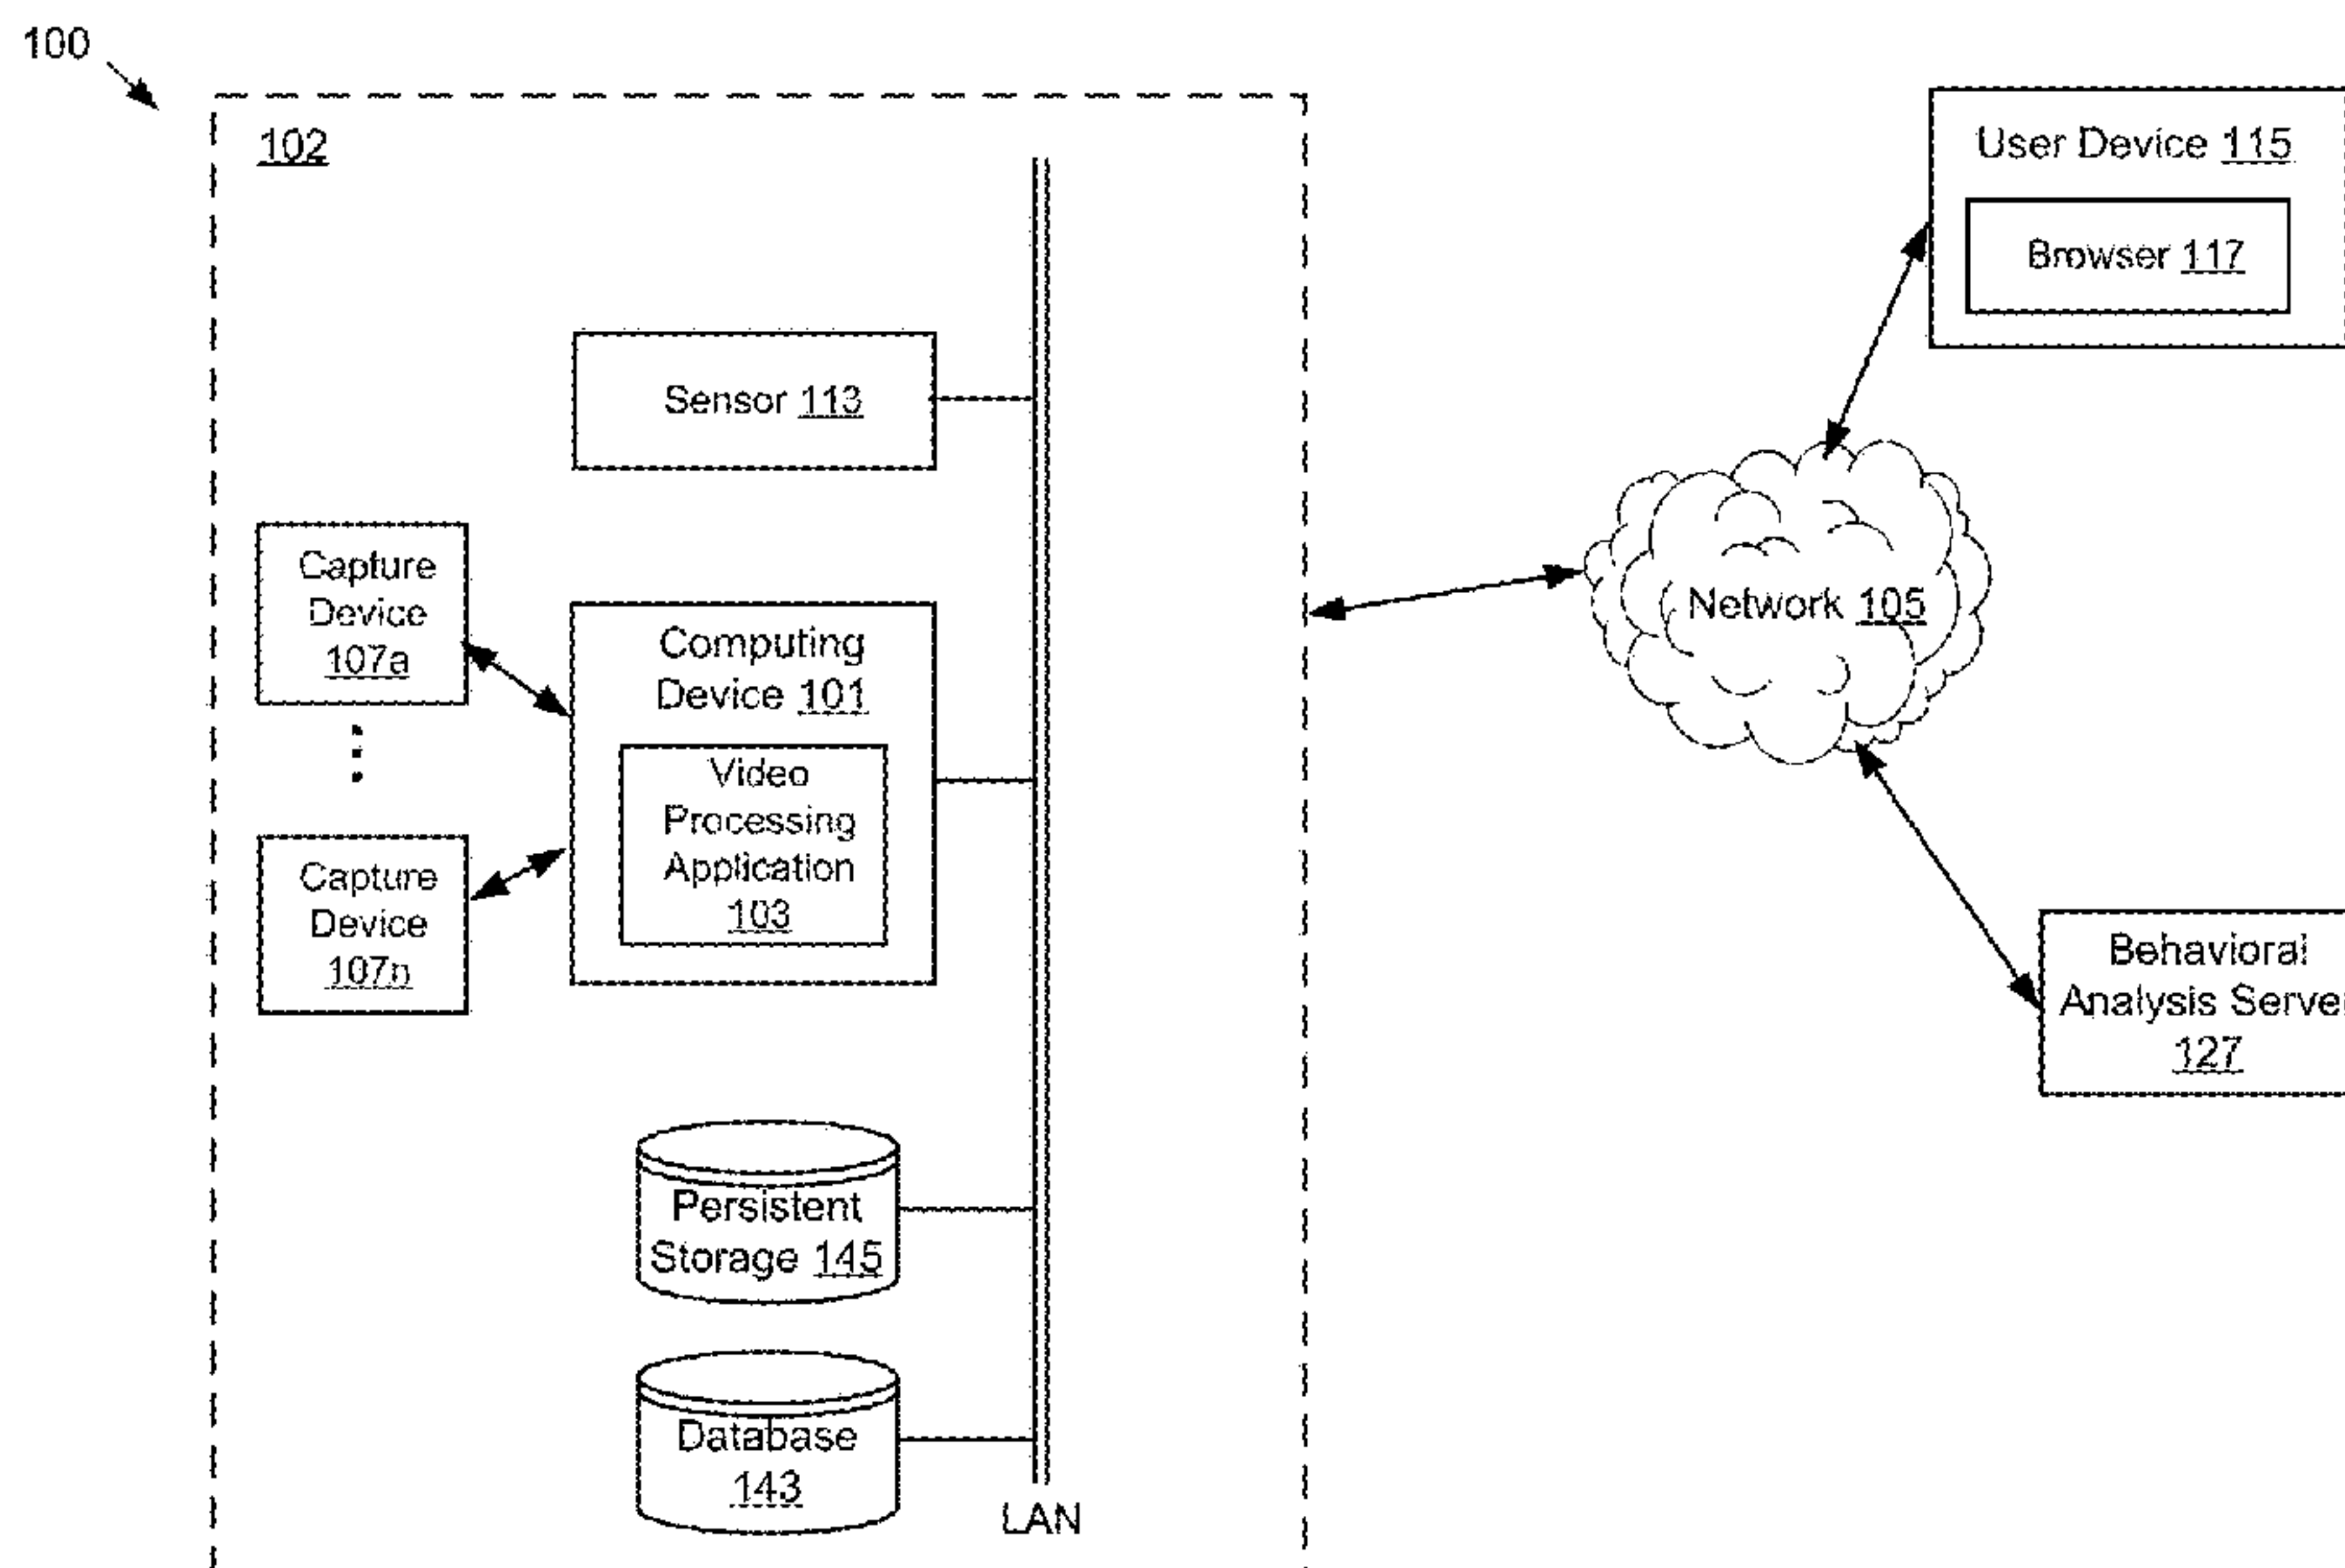 100
102
User Device 115
Browser 117
Sensor 113
Capture
Device
107a
Computing
Device 101
Network 105
Video
Processing
Application
103
Capture
Device
107n
Behavioral
Analysis Server
127
Persistent
Storage 145
Database
143
LAN